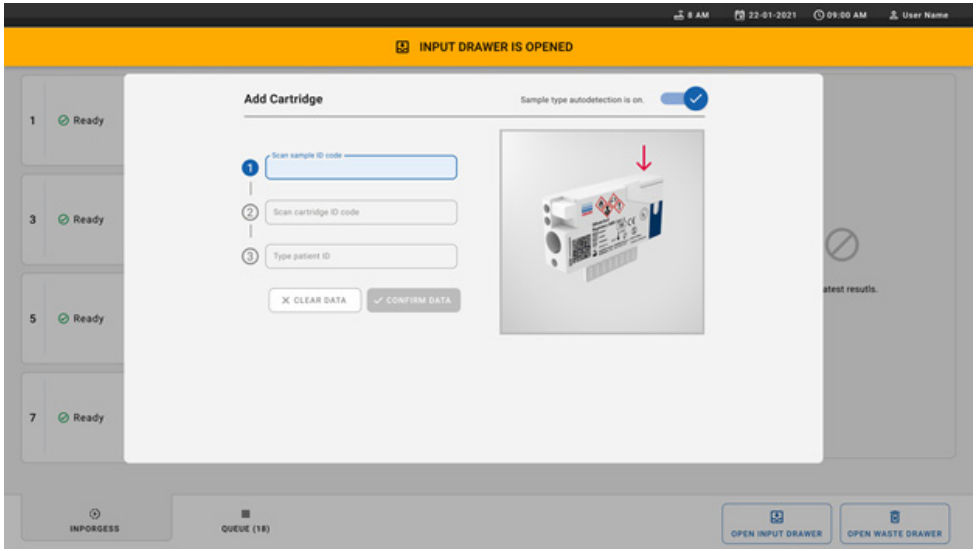 8 AM 22-01-2021 09:00 AM User Name
INPUT DRAWER IS OPENED
Add Cartridge
Sample type autodetection is on.
1 Ready
3 Ready
5 Ready
7 Ready
1 Scan sample ID code
2 Scan cartridge ID code
3 Type patient ID
CLEAR DATA
CONFIRM DATA
atest resutls.
INPORGESS
QUEUE (18)
OPEN INPUT DRAWER
OPEN WASTE DRAWER